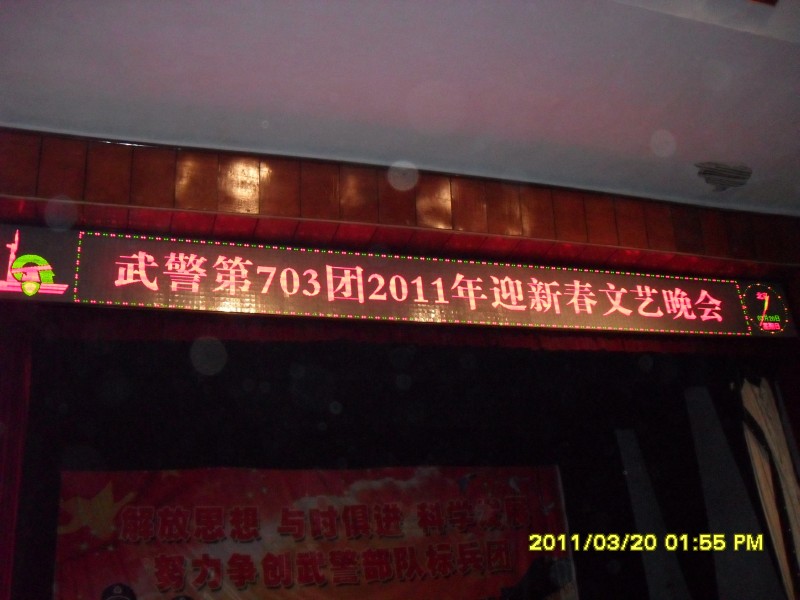 武警第703团2011年迎新春文艺晚会
解放思想 与时俱进 科学发展
努力争创武警部队标兵团
2011/03/20 01:55 PM